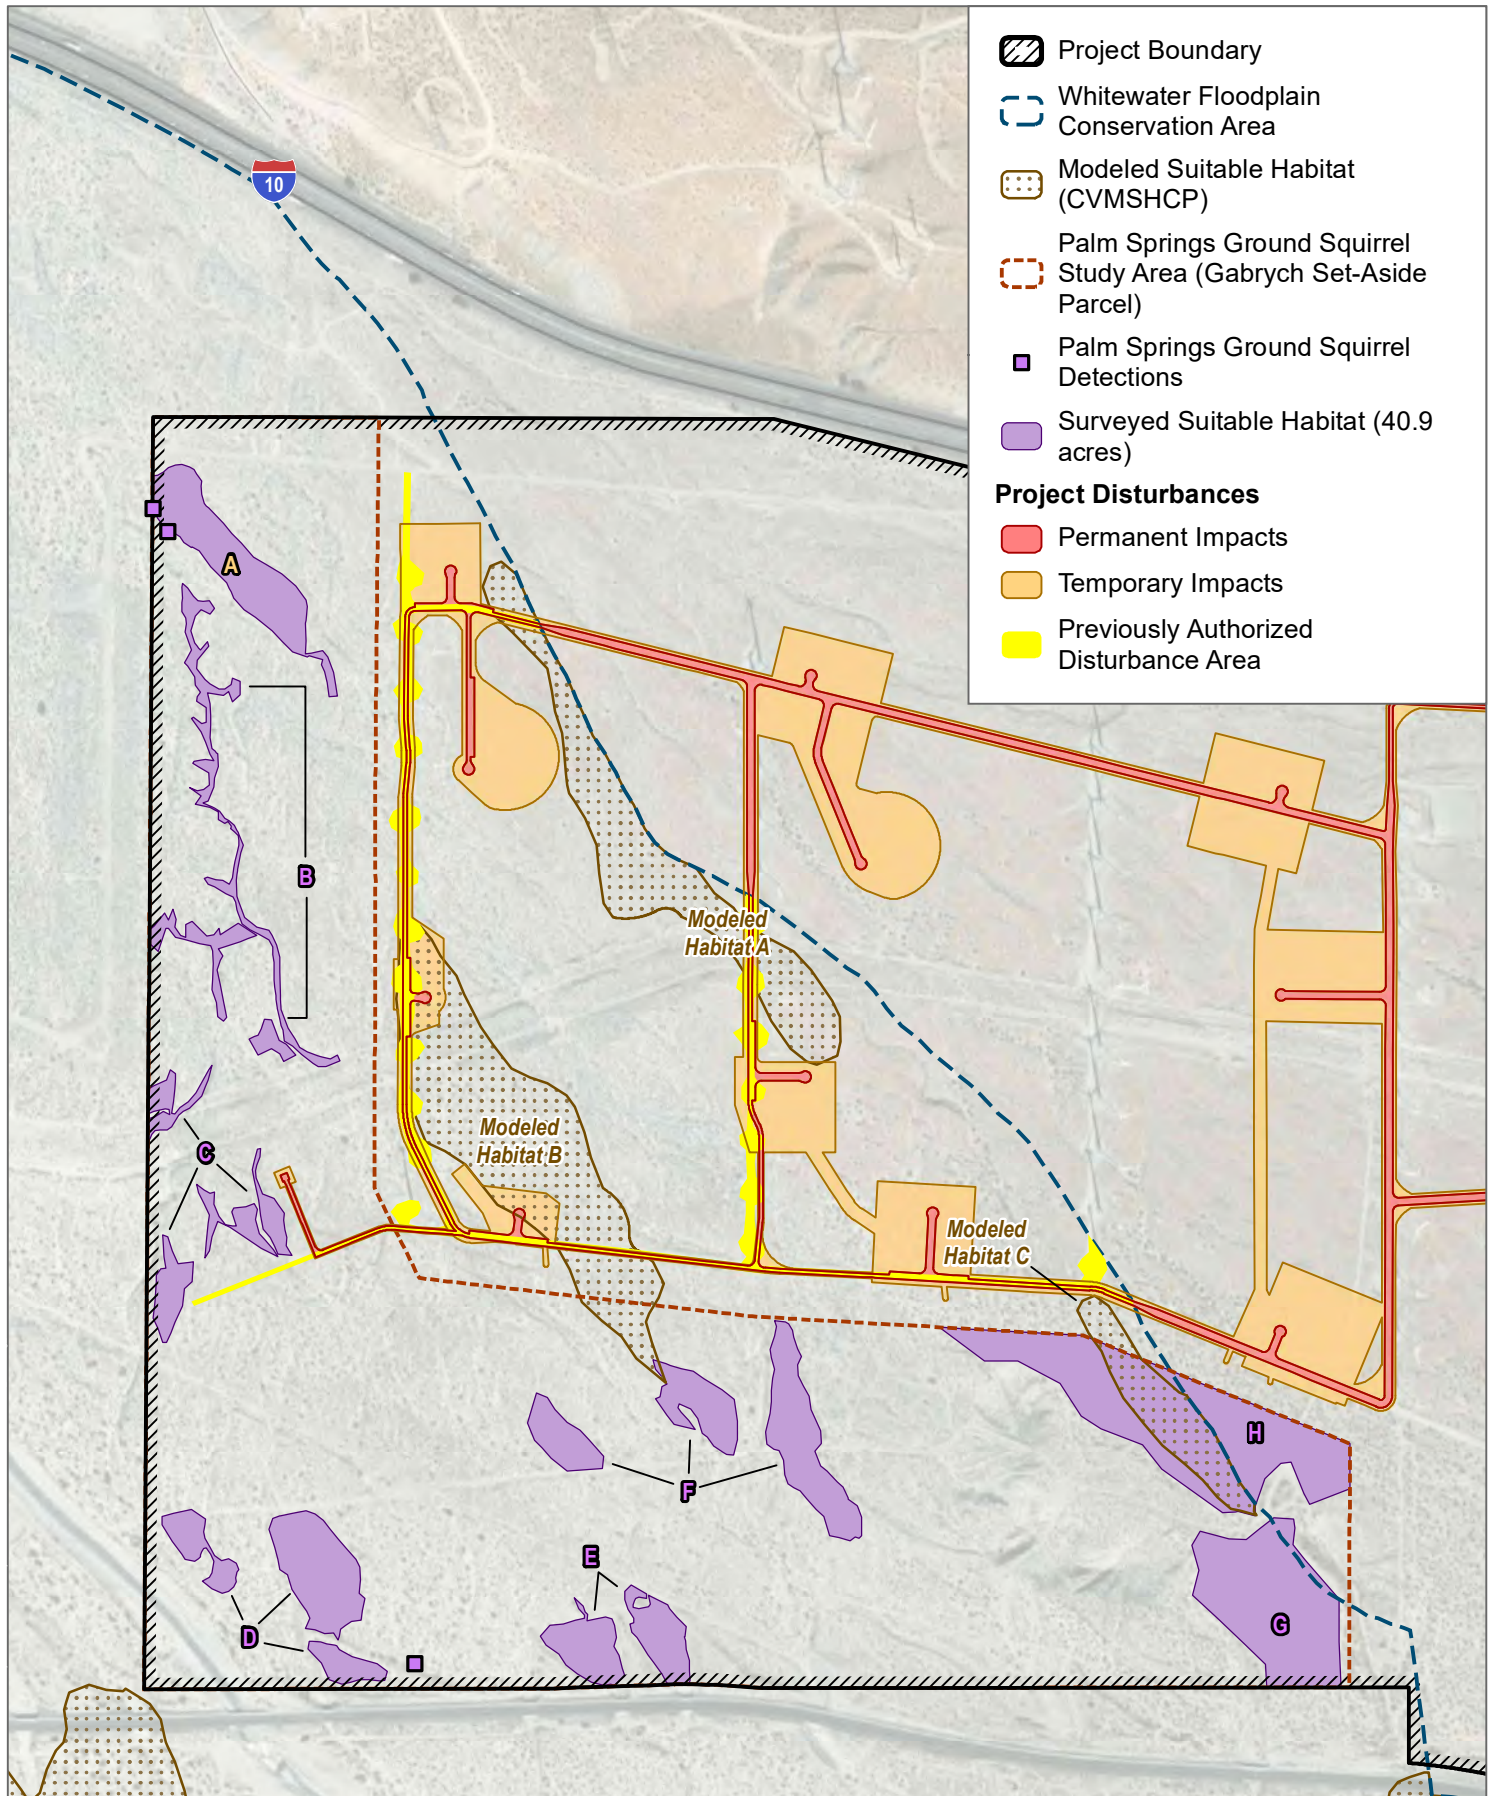 Project Boundary
Whitewater Floodplain
Conservation Area
Modeled Suitable Habitat
(CVMSHCP)
Palm Springs Ground Squirrel
Study Area (Gabrych Set-Aside
Parcel)
Palm Springs Ground Squirrel
Detections
Surveyed Suitable Habitat (40.9
acres)
Project Disturbances
Permanent Impacts
Temporary Impacts
Previously Authorized
Disturbance Area
10
A
B
Modeled
Habitat A
Modeled
Habitat B
C
Modeled
Habitat C
H
F
E
D
G